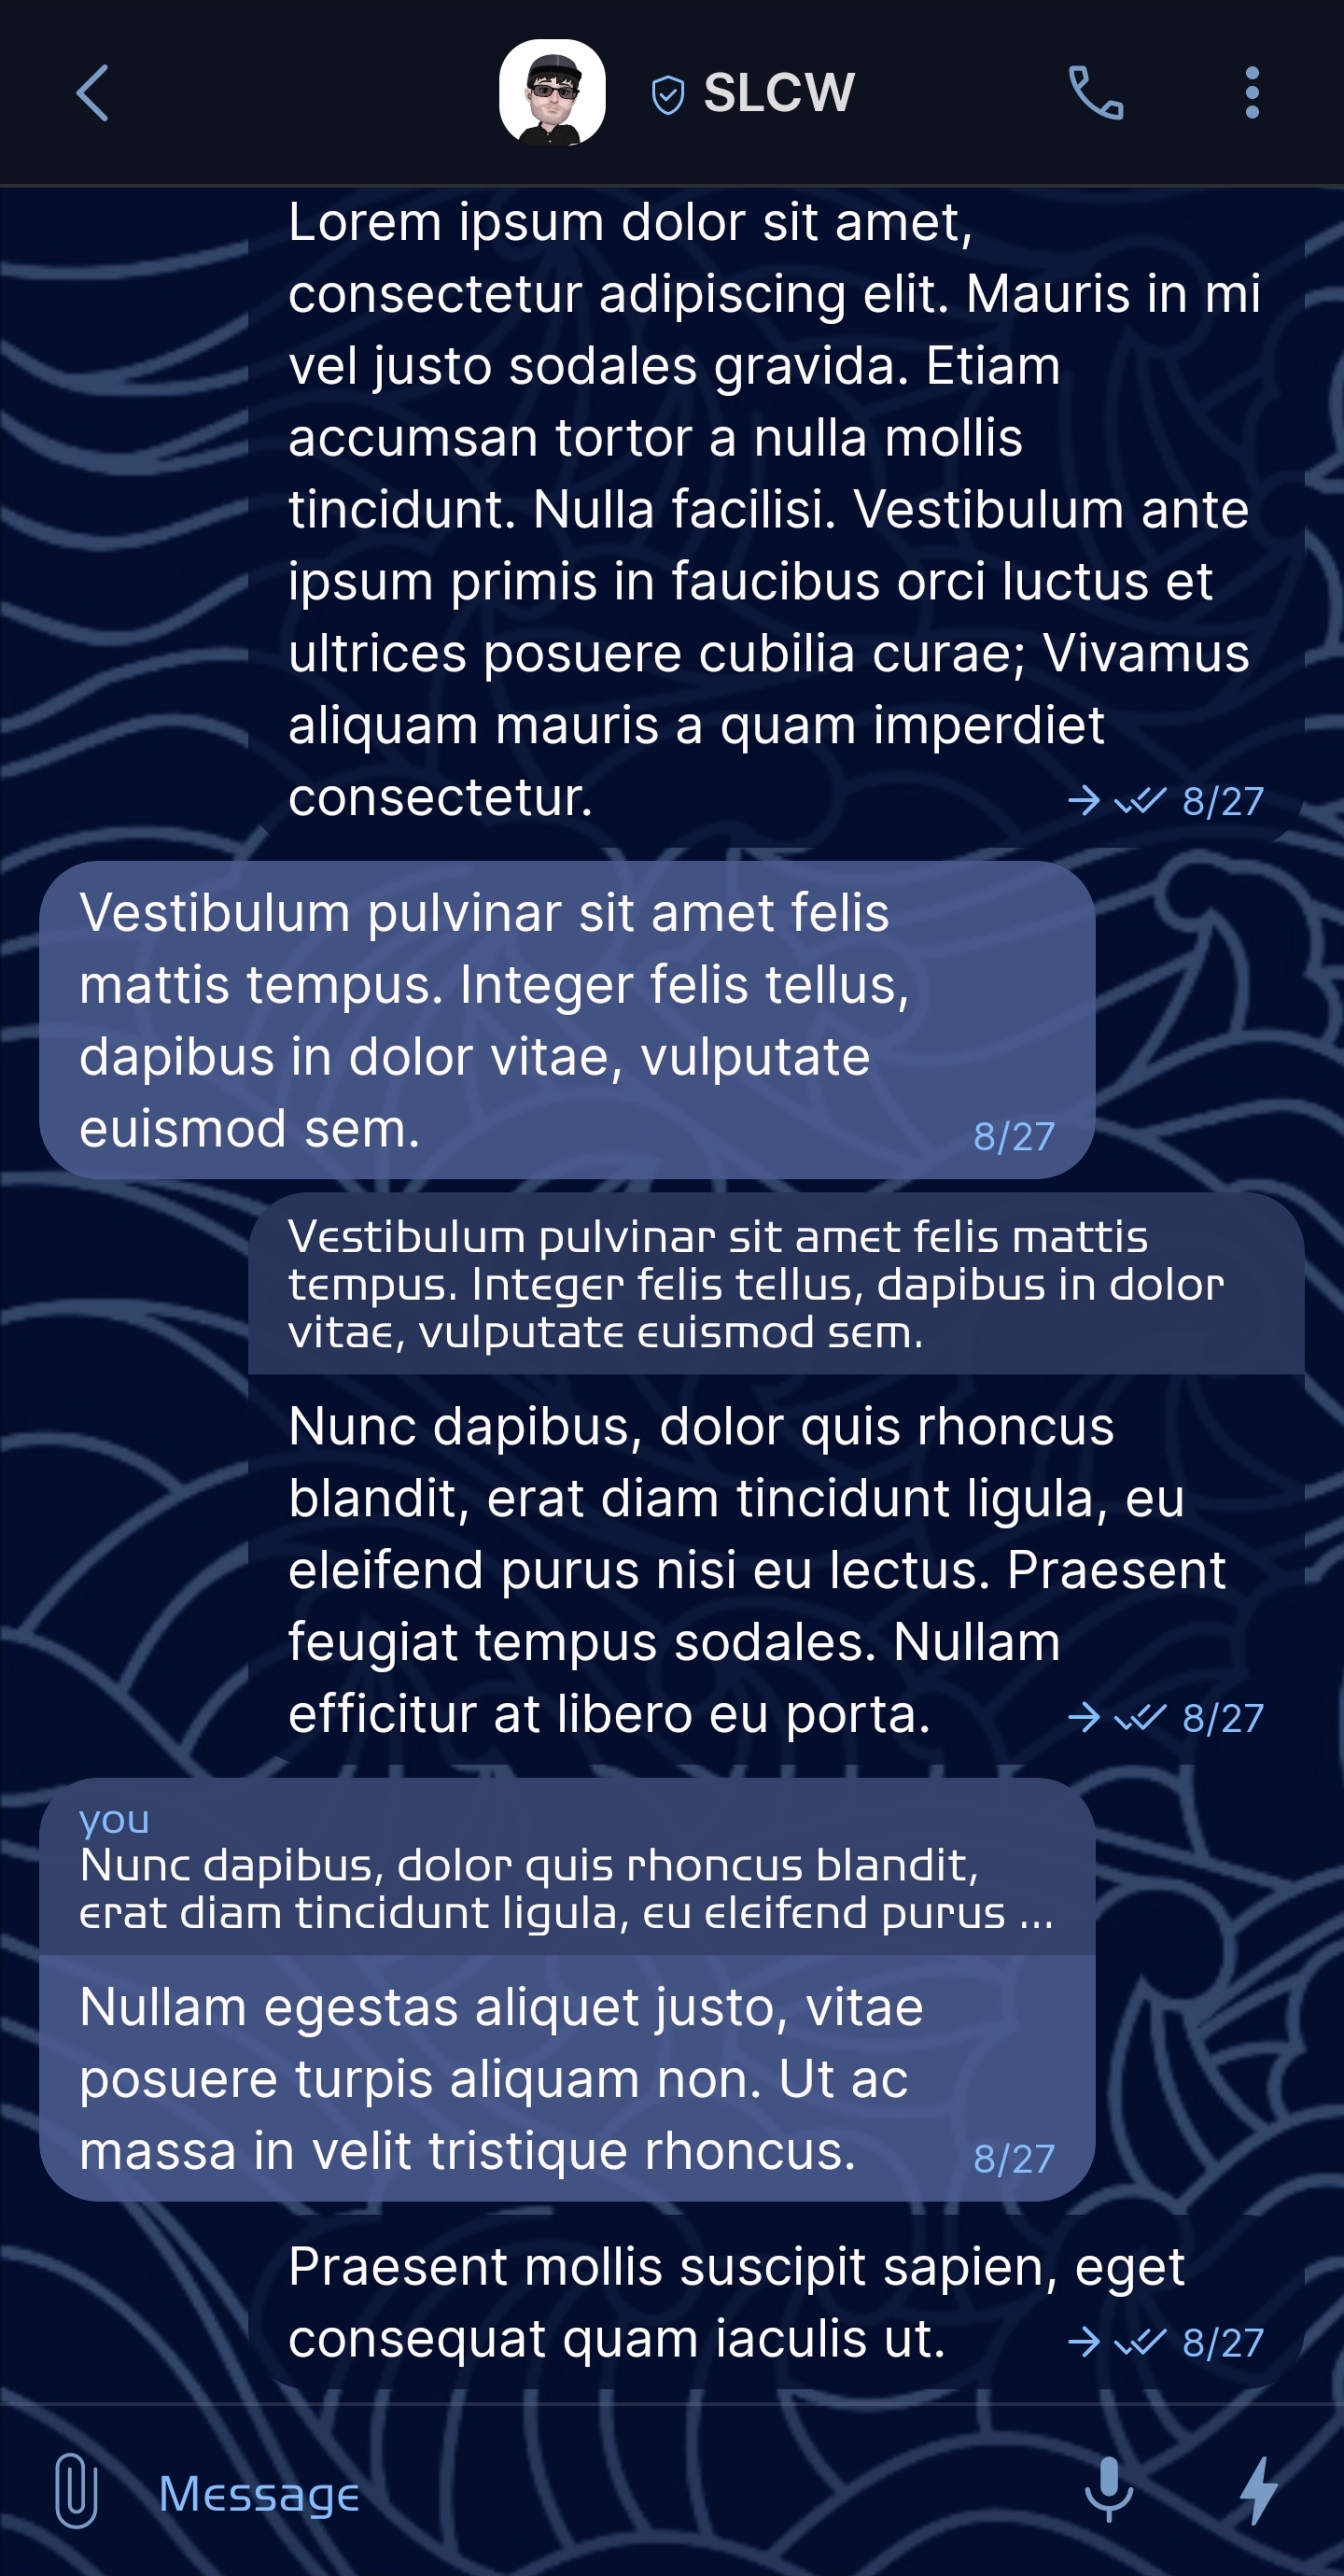 SLCW
Lorem ipsum dolor sit amet,
consectetur adipiscing elit. Mauris in mi
vel justo sodales gravida. Etiam
accumsan tortor a nulla mollis
tincidunt. Nulla facilisi. Vestibulum ante
ipsum primis in faucibus orci luctus et
ultrices posuere cubilia curae; Vivamus
aliquam mauris a quam imperdiet
consectetur.
8/27
Vestibulum pulvinar sit amet felis
mattis tempus. Integer felis tellus,
dapibus in dolor vitae, vulputate
euismod sem.
8/27
Vestibulum pulvinar sit amet felis mattis
tempus. Integer felis tellus, dapibus in dolor
vitae, vulputate euismod sem.
Nunc dapibus, dolor quis rhoncus
blandit, erat diam tincidunt ligula, eu
eleifend purus nisi eu lectus. Praesent
feugiat tempus sodales. Nullam
efficitur at libero eu porta.
8/27
you
Nunc dapibus, dolor quis rhoncus blandit,
erat diam tincidunt ligula, eu eleifend purus ...
Nullam egestas aliquet justo, vitae
posuere turpis aliquam non. Ut ac
massa in velit tristique rhoncus.
8/27
Praesent mollis suscipit sapien, eget
consequat quam iaculis ut.
8/27
Message